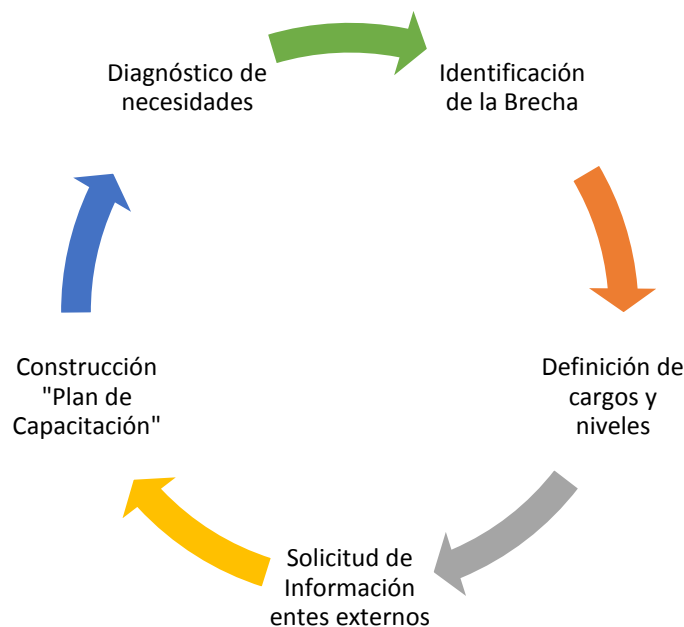 Diagnóstico de
necesidades
Identificación
de la Brecha
Definición de
cargos y
niveles
Solicitud de
Información
entes externos
Construcción
"Plan de
Capacitación"